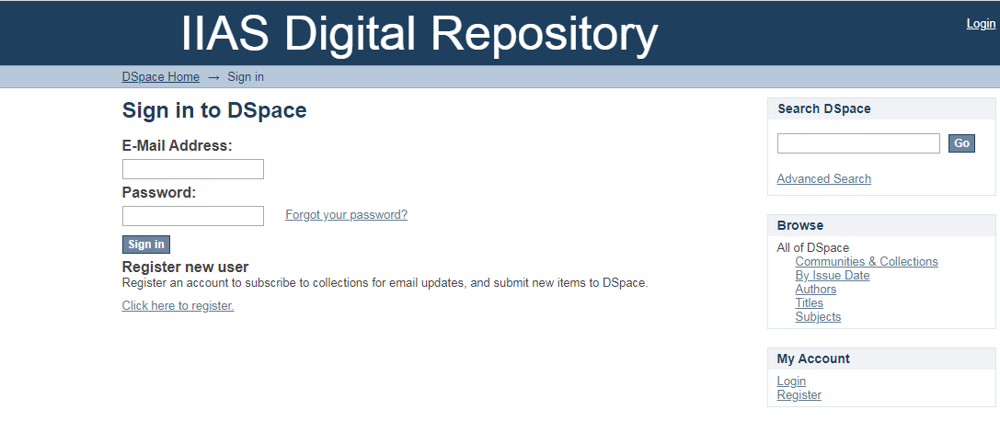 IIAS Digital Repository
Login
DSpace Home → Sign in
Sign in to DSpace
E-Mail Address:
Password:
Forgot your password?
Sign in
Register new user
Register an account to subscribe to collections for email updates, and submit new items to DSpace.
Click here to register.
Search DSpace
Go
Advanced Search
Browse
All of DSpace
Communities & Collections
By Issue Date
Authors
Titles
Subjects
My Account
Login
Register